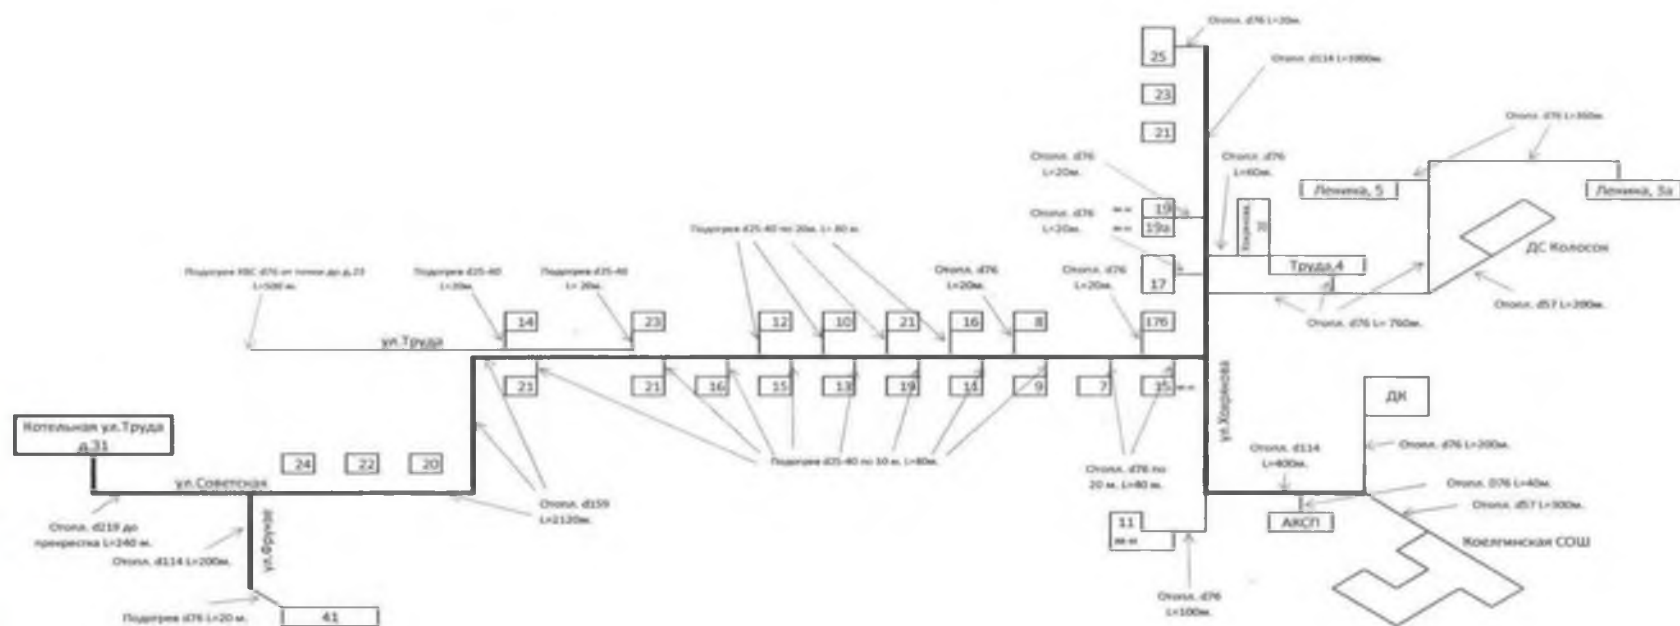 Отопл. d76 L=20м.
25
Отопл. d114 L=1000м.
23
21
Отопл. d76 L=360м.
Отопл. d76
L=20м.
Отопл. d76
L=60м.
Ленина, 5
Ленина, 3а
19
Отопл. d76
L=20м.
19а
Подогрев d25-40 по 20м. L= 80 м.
ДС Колосок
17
Труда,4
Подогрев ХВС d76 от точки до д.23
L=500 м.
Подогрев d25-40
L=20м.
Подогрев d25-40
L= 20м.
Отопл. d76
L=20м.
Отопл. d76
L=20м.
Отопл. d57 L=200м.
Отопл. d76 L= 760м.
14
23
12
10
21
16
8
17б
ул.Труда
21
21
16
15
13
19
11
9
7
15
ул.Хохрякова
ДК
Котельная ул.Труда
д.31
24
22
20
Подогрев d25-40 по 10 м. L=80м.
Отопл. d76 по
20 м. L=80 м.
Отопл. d114
L=400м.
Отопл. d76 L=200м.
ул.Советская
Отопл. D76 L=40м.
Отопл. d159
L=2120м.
Отопл. d57 L=300м.
Отопл. d219 до
прекрестка L=240 м.
ул.Фрунзе
11
АКСП
Коелгинская СОШ
Отопл. d114 L=200м.
Отопл. d76
L=100м.
Подогрев d76 L=20 м.
41